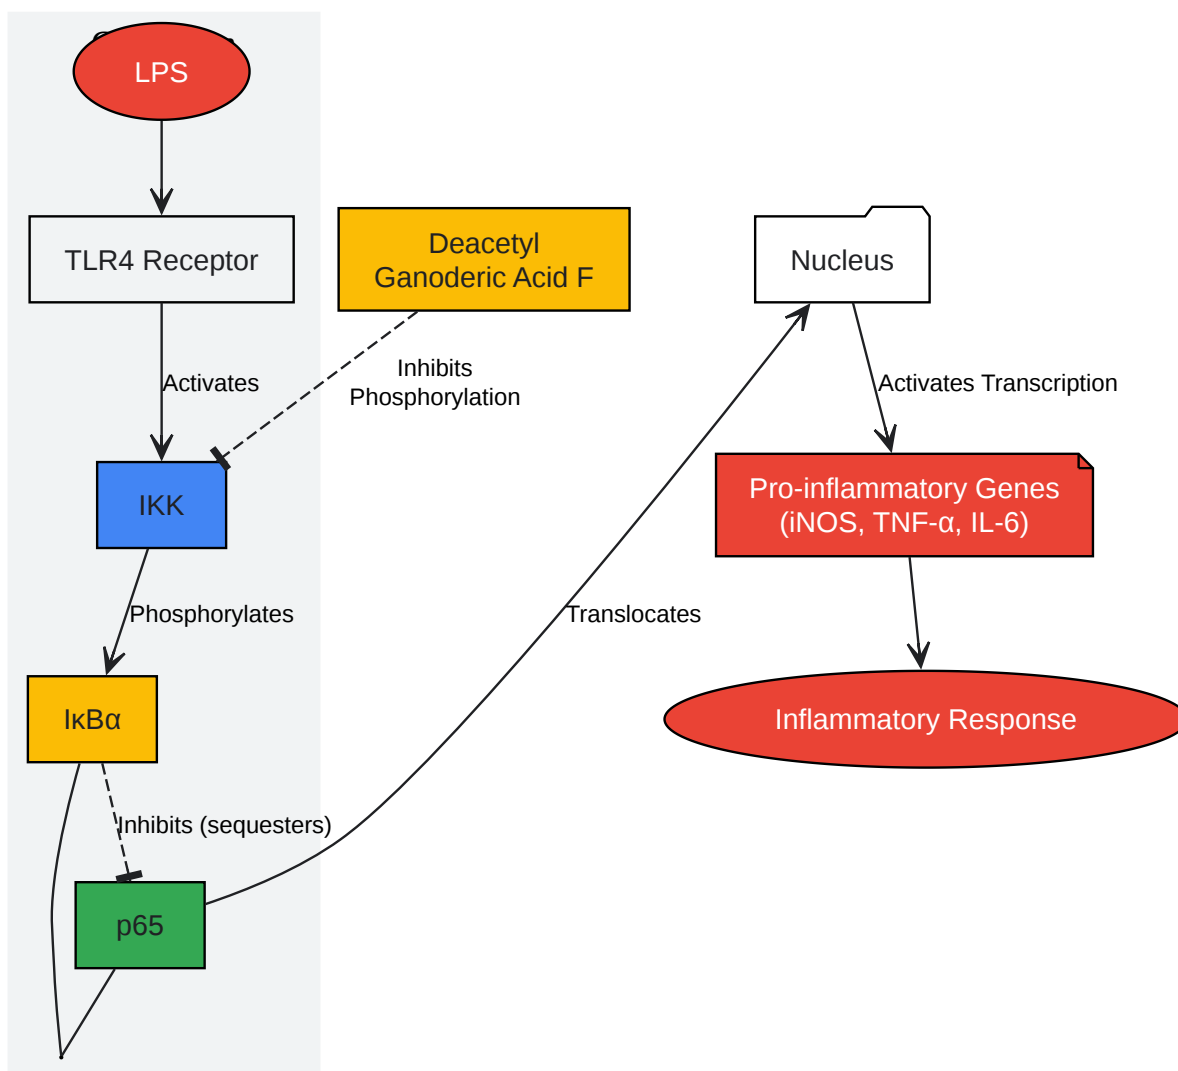 LPS
TLR4 Receptor
Deacetyl
Ganoderic Acid F
Nucleus
Inhibits
Phosphorylation
Activates
Activates Transcription
IKK
Pro-inflammatory Genes
(iNOS, TNF-α, IL-6)
Phosphorylates
Translocates
IκBα
Inflammatory Response
Inhibits (sequesters)
p65